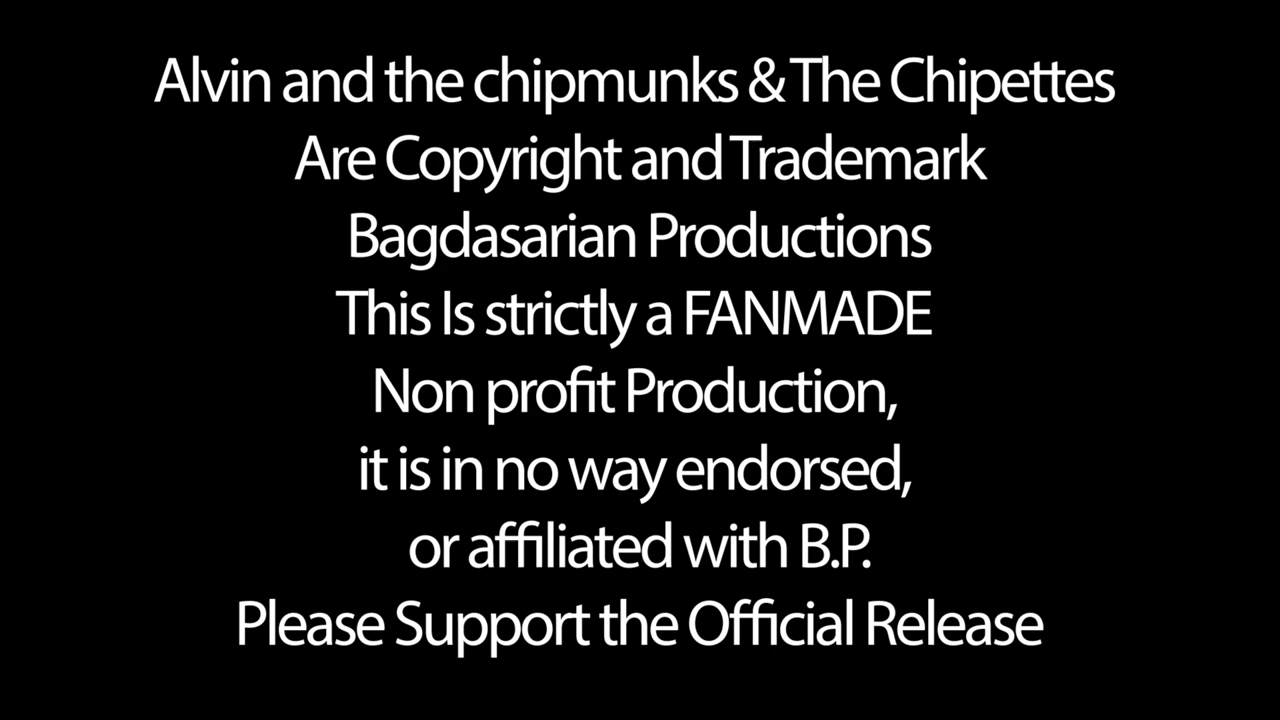 Alvin and the chipmunks & The Chipettes
Are Copyright and Trademark
Bagdasarian Productions
This Is strictly a FANMADE
Non profit Production,
it is in no way endorsed,
or affiliated with B.P.
Please Support the Official Release